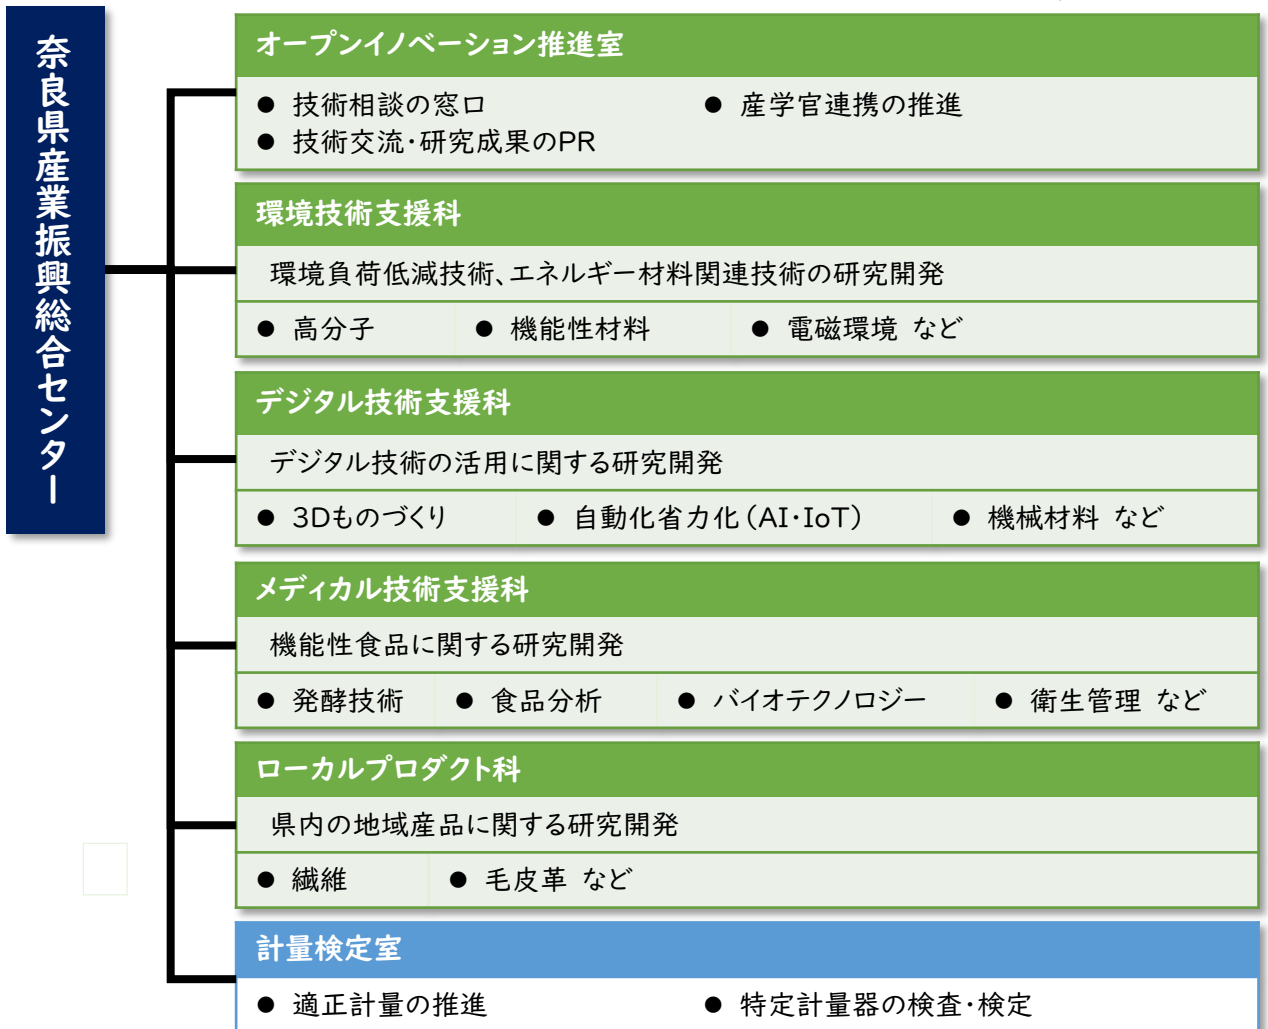 奈良県産業振興総合センター
オープンイノベーション推進室
● 技術相談の窓口 ● 産学官連携の推進
● 技術交流・研究成果のPR
環境技術支援科
環境負荷低減技術、エネルギー材料関連技術の研究開発
● 高分子 ● 機能性材料 ● 電磁環境 など
デジタル技術支援科
デジタル技術の活用に関する研究開発
● 3Dものづくり ● 自動化省力化（AI・IoT） ● 機械材料 など
メディカル技術支援科
機能性食品に関する研究開発
● 発酵技術 ● 食品分析 ● バイオテクノロジー ● 衛生管理 など
ローカルプロダクト科
県内の地域産品に関する研究開発
● 繊維 ● 毛皮革 など
計量検定室
● 適正計量の推進 ● 特定計量器の検査・検定